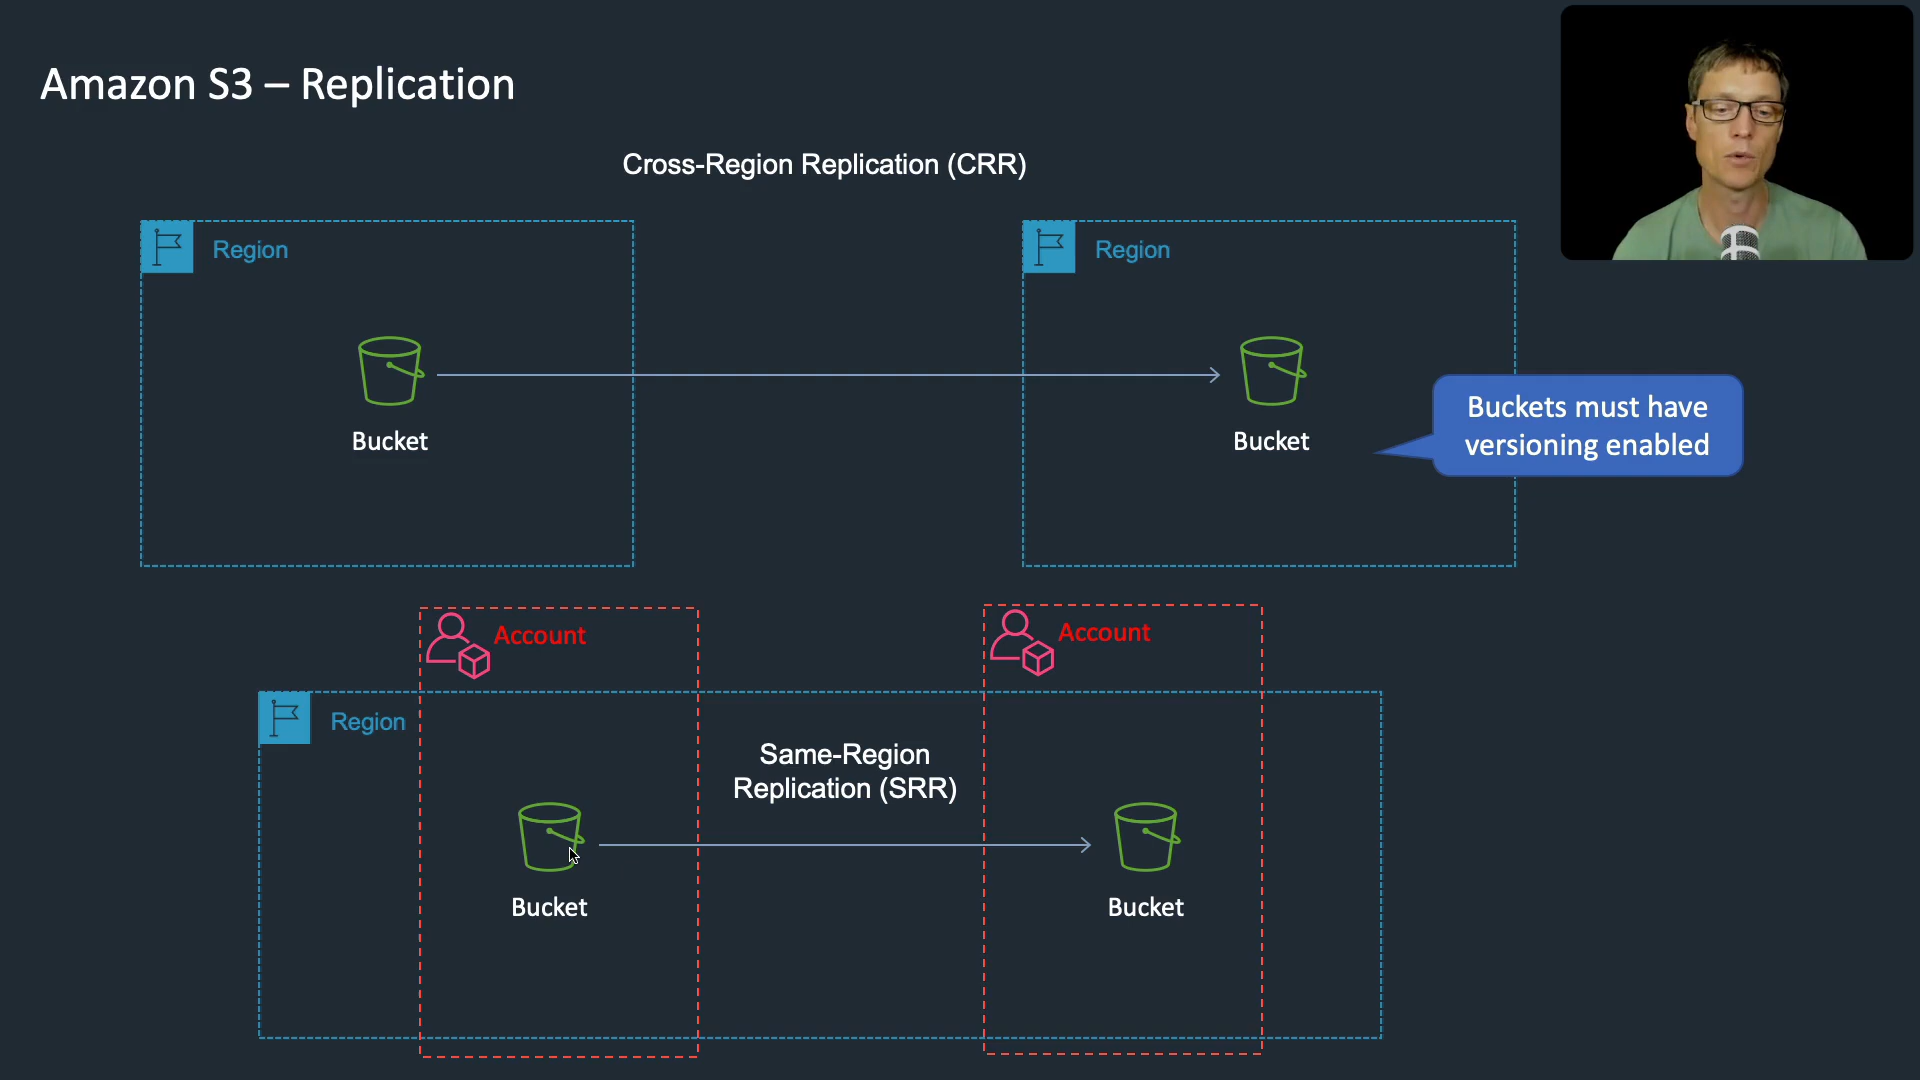 Amazon S3 – Replication
Cross-Region Replication (CRR)
Region
Region
Bucket
Bucket
Buckets must have
versioning enabled
Account
Account
Region
Same-Region
Replication (SRR)
Bucket
Bucket